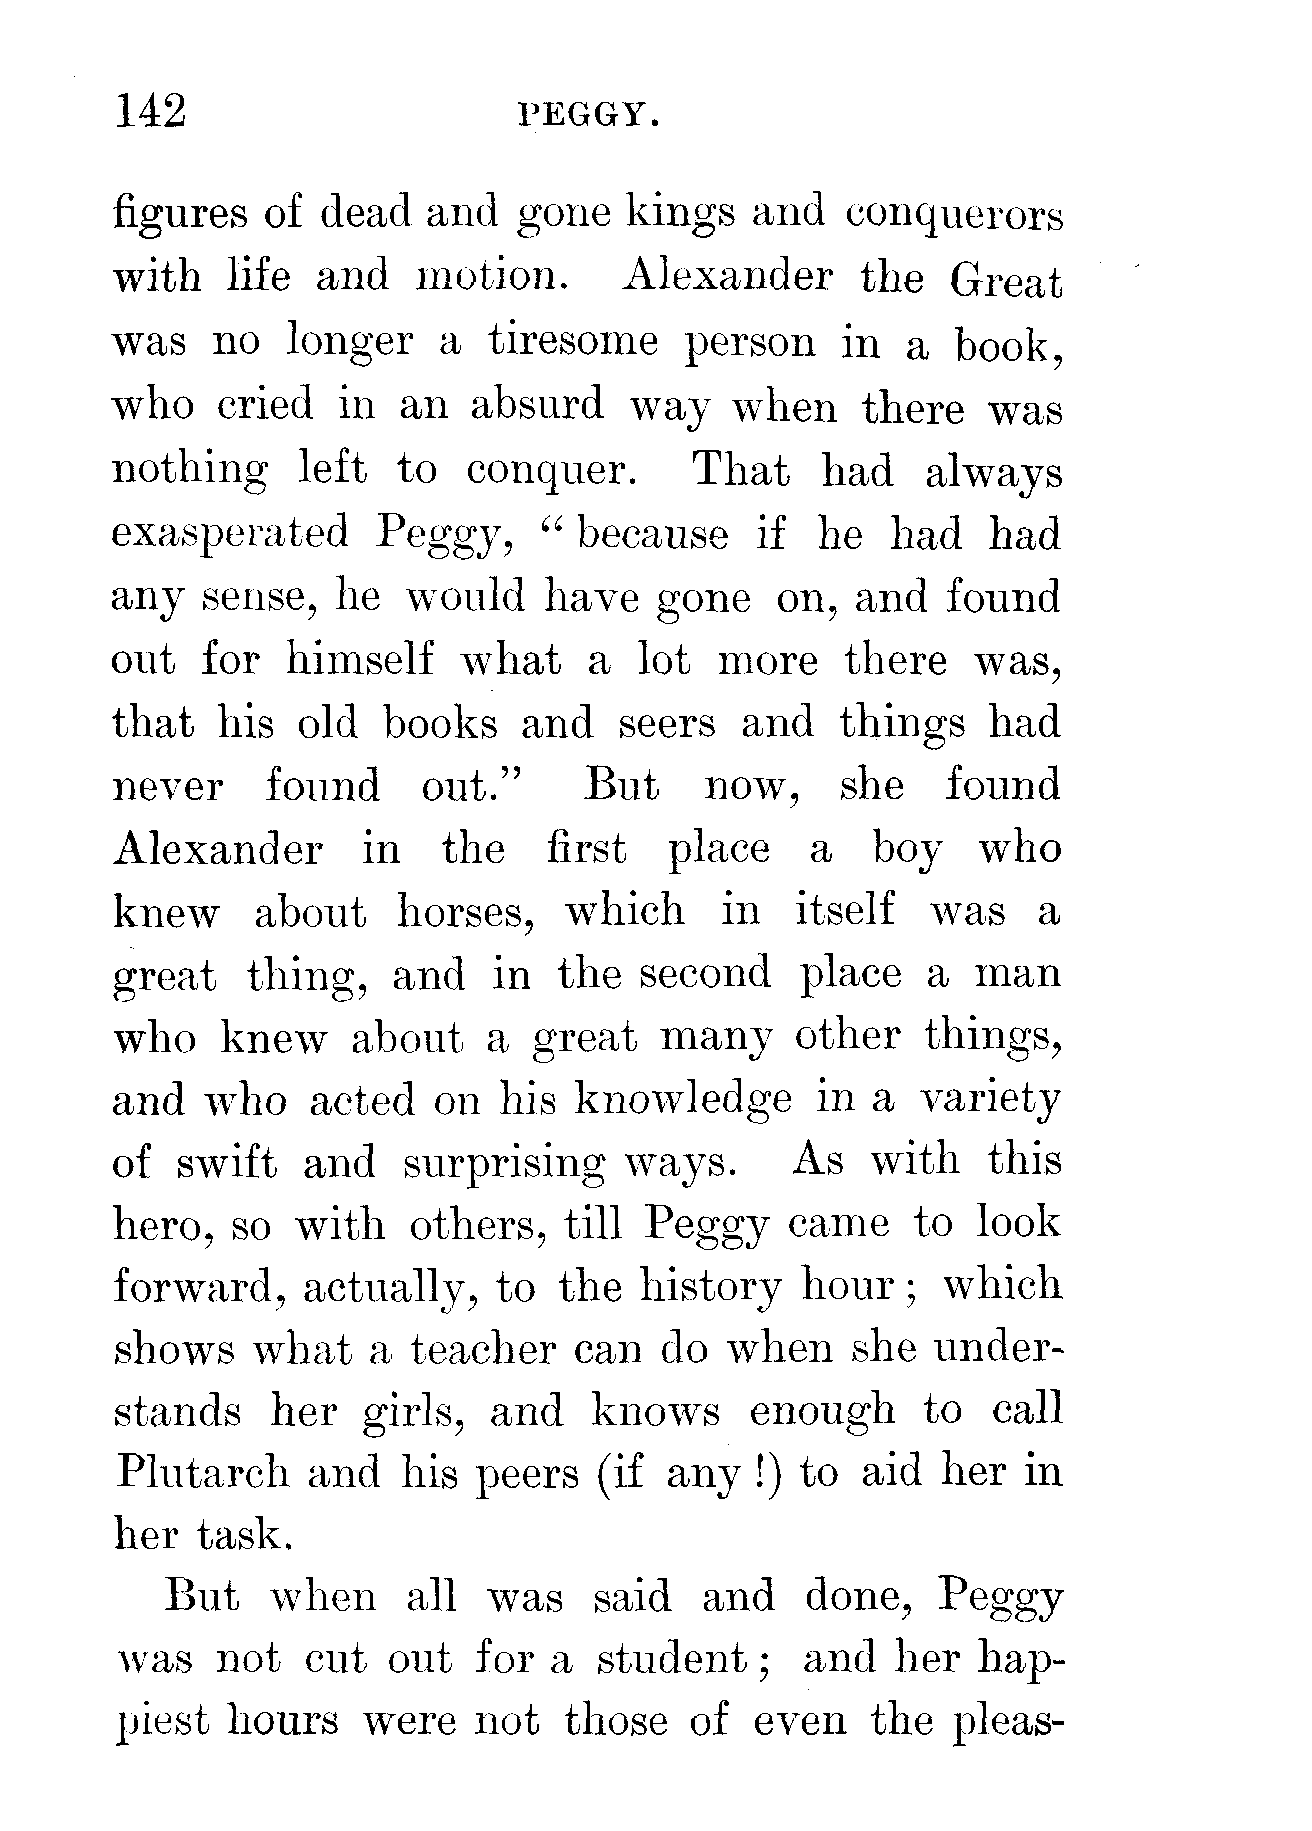 142 PEGGY.
figures of dead and gone kings and conquerors
with life and motion. Alexander the Great
was no longer a tiresome person in a book,
who cried in an absurd way when there was
nothing left to conquer. That had always
exasperated Peggy, “ because if he had had
any sense, he would have gone on, and found
out for himself what a lot more there was,
that his old books and seers and things had
never found out.” But now, she found
Alexander in the first place a boy who
knew about horses, which in itself was a
great thing, and in the second place a man
who knew about a great many other things,
and who acted on his knowledge in a variety
of swift and surprising ways. As with this
hero, so with others, till Peggy came to look
forward, actually, to the history hour ; which
shows what a teacher can do when she under-
stands her girls, and knows enough to call
Plutarch and his peers (if any !) to aid her in
her task.
But when all was said and done, Peggy
was not cut out for a student ; and her hap-
piest hours were not those of even the pleas-